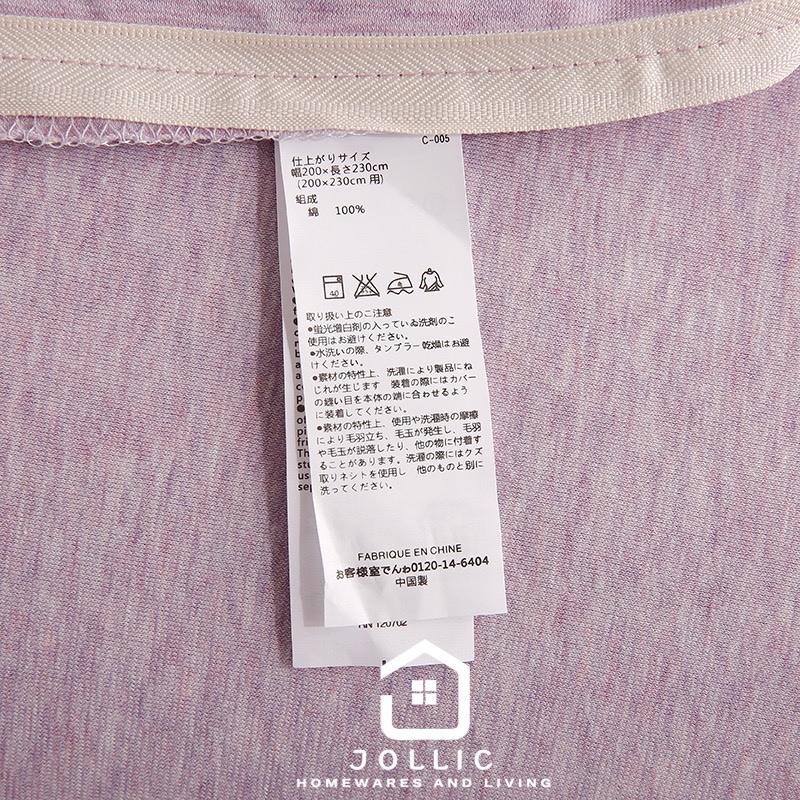 C-005
仕上がりサイズ
幅200×長さ230cm
(200×230cm 用)
組成
綿 100%
40
取り扱い上のご注意
●蛍光増白剤の入っている洗剤のご
使用はお避けください。
●水洗いの際、タンブラー乾燥はお避
けください。
●素材の特性上、洗濯により製品にね
じれが生じます 装着の際にはカバー
の縫い目を本体の端に合わせるよう
に装着してください。
●素材の特性上、使用や洗濯時の摩擦
により毛羽立ち、毛玉が発生し、毛羽
や毛玉が脱落したり、他の物に付着す
ることがあります。洗濯の際にはクズ
取りネットを使用し 他のものと別に
洗ってください。
FABRIQUE EN CHINE
お客様室でんわ0120-14-6404
中国製
RN 120702
JOLLIC
HOMEWARES AND LIVING